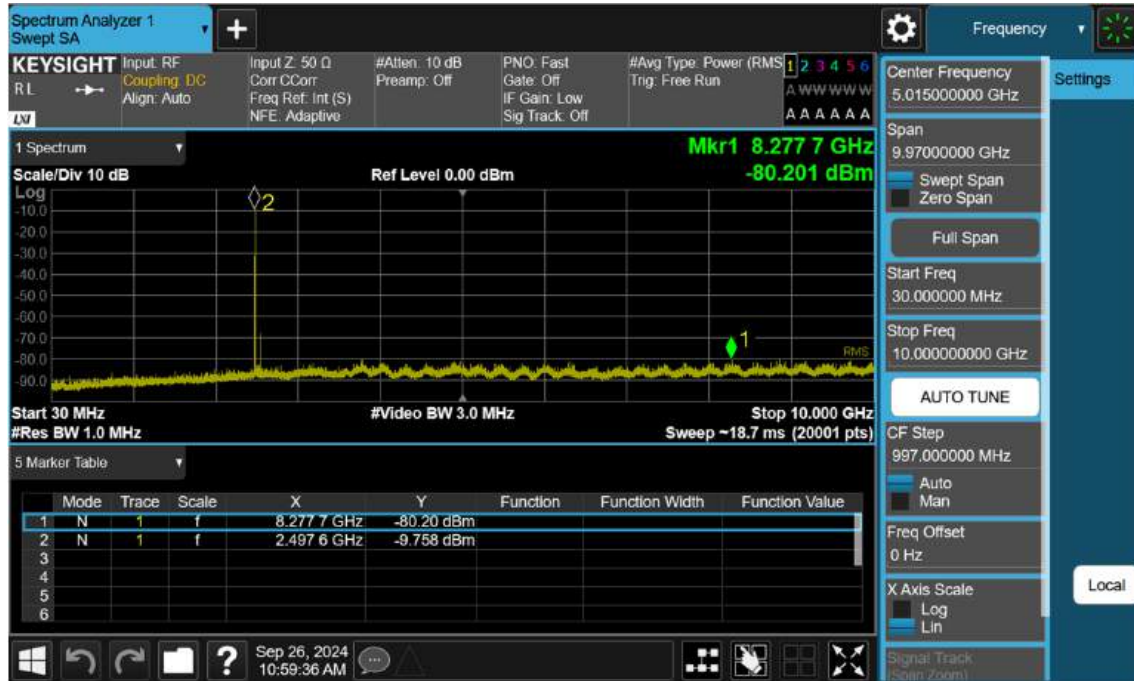 Spectrum Analyzer 1
Swept SA
Frequency
KEYSIGHT
RL
LXI
Input: RF
Coupling: DC
Align: Auto
Input Z: 50 Ω
Corr CCorr
Freq Ref: Int (S)
NFE: Adaptive
#Atten: 10 dB
Preamp: Off
PNO: Fast
Gate: Off
IF Gain: Low
Sig Track: Off
#Avg Type: Power (RMS
Trig: Free Run
1 2 3 4 5 6
A W W W W W
A A A A A A
1 Spectrum
Mkr1 8.277 7 GHz
-80.201 dBm
Scale/Div 10 dB
Ref Level 0.00 dBm
Log
-10.0
-20.0
-30.0
-40.0
-50.0
-60.0
-70.0
-80.0
-90.0
2
1
RMS
Start 30 MHz
#Video BW 3.0 MHz
Stop 10.000 GHz
#Res BW 1.0 MHz
Sweep ~18.7 ms (20001 pts)
5 Marker Table
Mode Trace Scale X Y Function Function Width Function Value
1 N 1 f 8.277 7 GHz -80.20 dBm
2 N 1 f 2.497 6 GHz -9.758 dBm
3
4
5
6
Sep 26, 2024
10:59:36 AM
Center Frequency
5.015000000 GHz
Span
9.97000000 GHz
Swept Span
Zero Span
Full Span
Start Freq
30.000000 MHz
Stop Freq
10.000000000 GHz
AUTO TUNE
CF Step
997.000000 MHz
Auto
Man
Freq Offset
0 Hz
X Axis Scale
Log
Lin
Signal Track
(Span Zoom)
Settings
Local